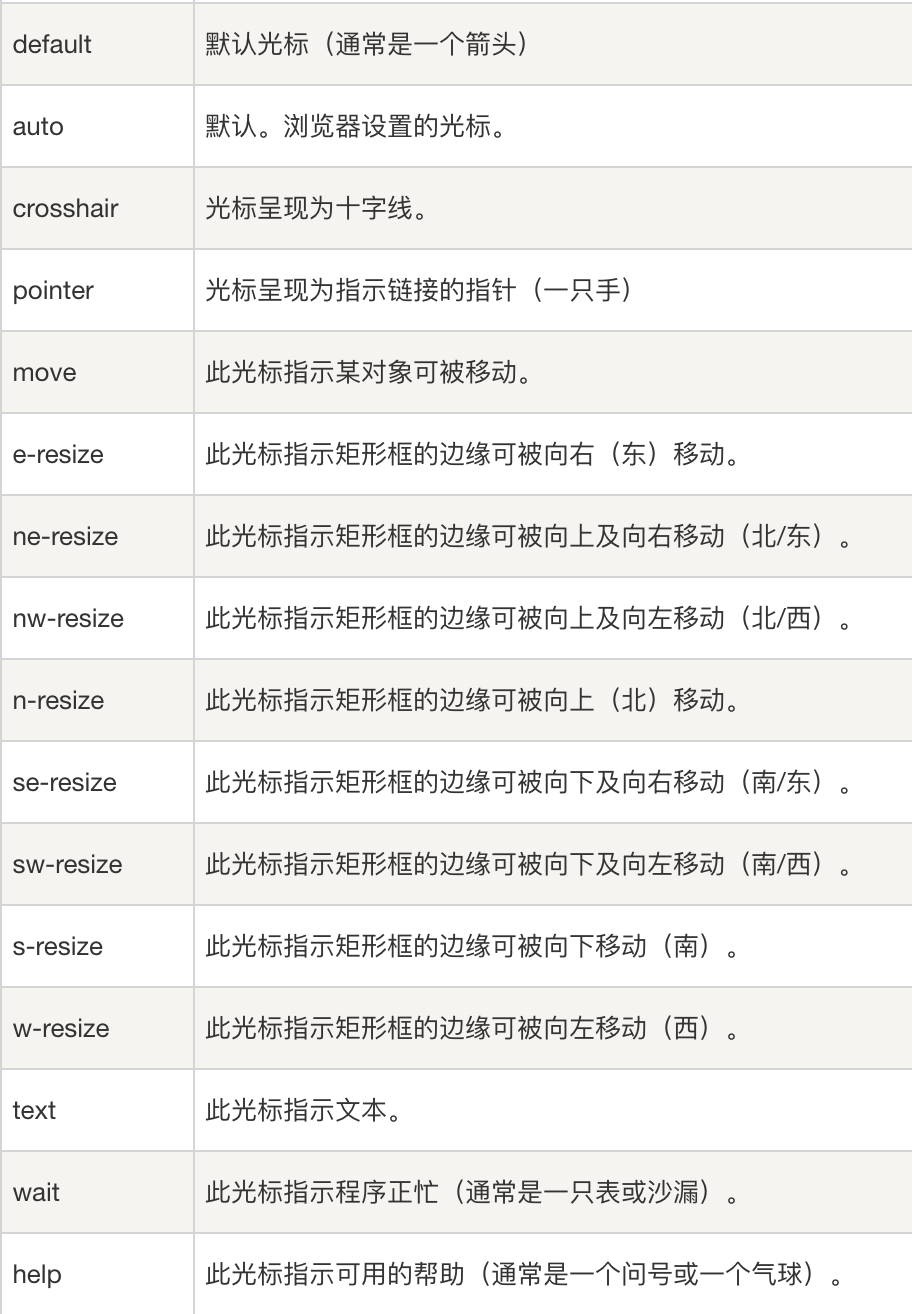 default 默认光标（通常是一个箭头）
auto 默认。浏览器设置的光标。
crosshair 光标呈现为十字线。
pointer 光标呈现为指示链接的指针（一只手）
move 此光标指示某对象可被移动。
e-resize 此光标指示矩形框的边缘可被向右（东）移动。
ne-resize 此光标指示矩形框的边缘可被向上及向右移动（北/东）。
nw-resize 此光标指示矩形框的边缘可被向上及向左移动（北/西）。
n-resize 此光标指示矩形框的边缘可被向上（北）移动。
se-resize 此光标指示矩形框的边缘可被向下及向右移动（南/东）。
sw-resize 此光标指示矩形框的边缘可被向下及向左移动（南/西）。
s-resize 此光标指示矩形框的边缘可被向下移动（南）。
w-resize 此光标指示矩形框的边缘可被向左移动（西）。
text 此光标指示文本。
wait 此光标指示程序正忙（通常是一只表或沙漏）。
help 此光标指示可用的帮助（通常是一个问号或一个气球）。